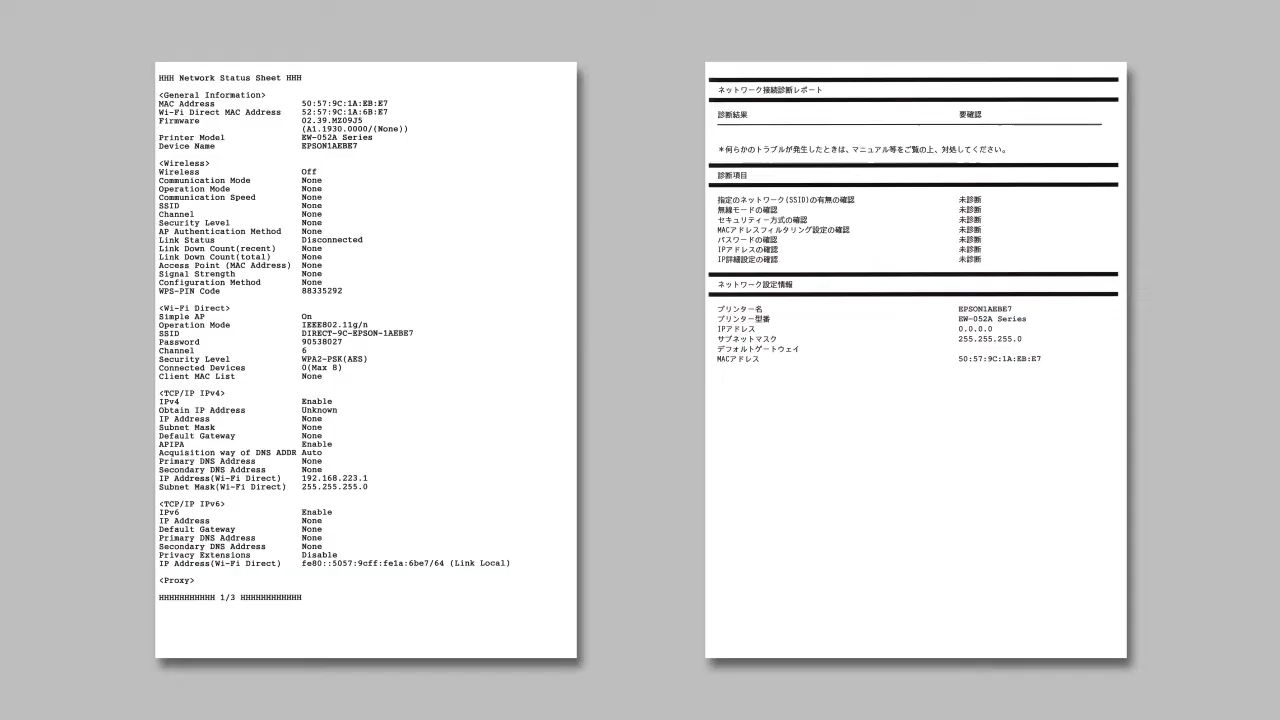 HHH Network Status Sheet HHH
<General Information>
MAC Address 50:57:9C:1A:EB:E7
Wi-Fi Direct MAC Address 52:57:9C:1A:6B:E7
Firmware 02.39.MZ09J5
(A1.1930.0000/(None))
Printer Model EW-052A Series
Device Name EPSON1AEBE7
<Wireless>
Wireless Off
Communication Mode None
Operation Mode None
Communication Speed None
SSID None
Channel None
Security Level None
AP Authentication Method None
Link Status Disconnected
Link Down Count(recent) None
Link Down Count(total) None
Access Point (MAC Address) None
Signal Strength None
Configuration Method None
WPS-PIN Code 88335292
<Wi-Fi Direct>
Simple AP On
Operation Mode IEEE802.11g/n
SSID DIRECT-9C-EPSON-1AEBE7
Password 90538027
Channel 6
Security Level WPA2-PSK(AES)
Connected Devices 0(Max 8)
Client MAC List None
<TCP/IP IPv4>
IPv4 Enable
Obtain IP Address Unknown
IP Address None
Subnet Mask None
Default Gateway None
APIPA Enable
Acquisition way of DNS ADDR Auto
Primary DNS Address None
Secondary DNS Address None
IP Address(Wi-Fi Direct) 192.168.223.1
Subnet Mask(Wi-Fi Direct) 255.255.255.0
<TCP/IP IPv6>
IPv6 Enable
IP Address None
Default Gateway None
Primary DNS Address None
Secondary DNS Address None
Privacy Extensions Disable
IP Address(Wi-Fi Direct) fe80::5057:9cff:fe1a:6be7/64 (Link Local)
<Proxy>
HHHHHHHHHHH 1/3 HHHHHHHHHHHH
ネットワーク接続診断レポート
診断結果 要確認
*何らかのトラブルが発生したときは、マニュアル等をご覧の上、対処してください。
診断項目
指定のネットワーク(SSID)の有無の確認 未診断
無線モードの確認 未診断
セキュリティー方式の確認 未診断
MACアドレスフィルタリング設定の確認 未診断
パスワードの確認 未診断
IPアドレスの確認 未診断
IP詳細設定の確認 未診断
ネットワーク設定情報
プリンター名 EPSON1AEBE7
プリンター型番 EW-052A Series
IPアドレス 0.0.0.0
サブネットマスク 255.255.255.0
デフォルトゲートウェイ
MACアドレス 50:57:9C:1A:EB:E7